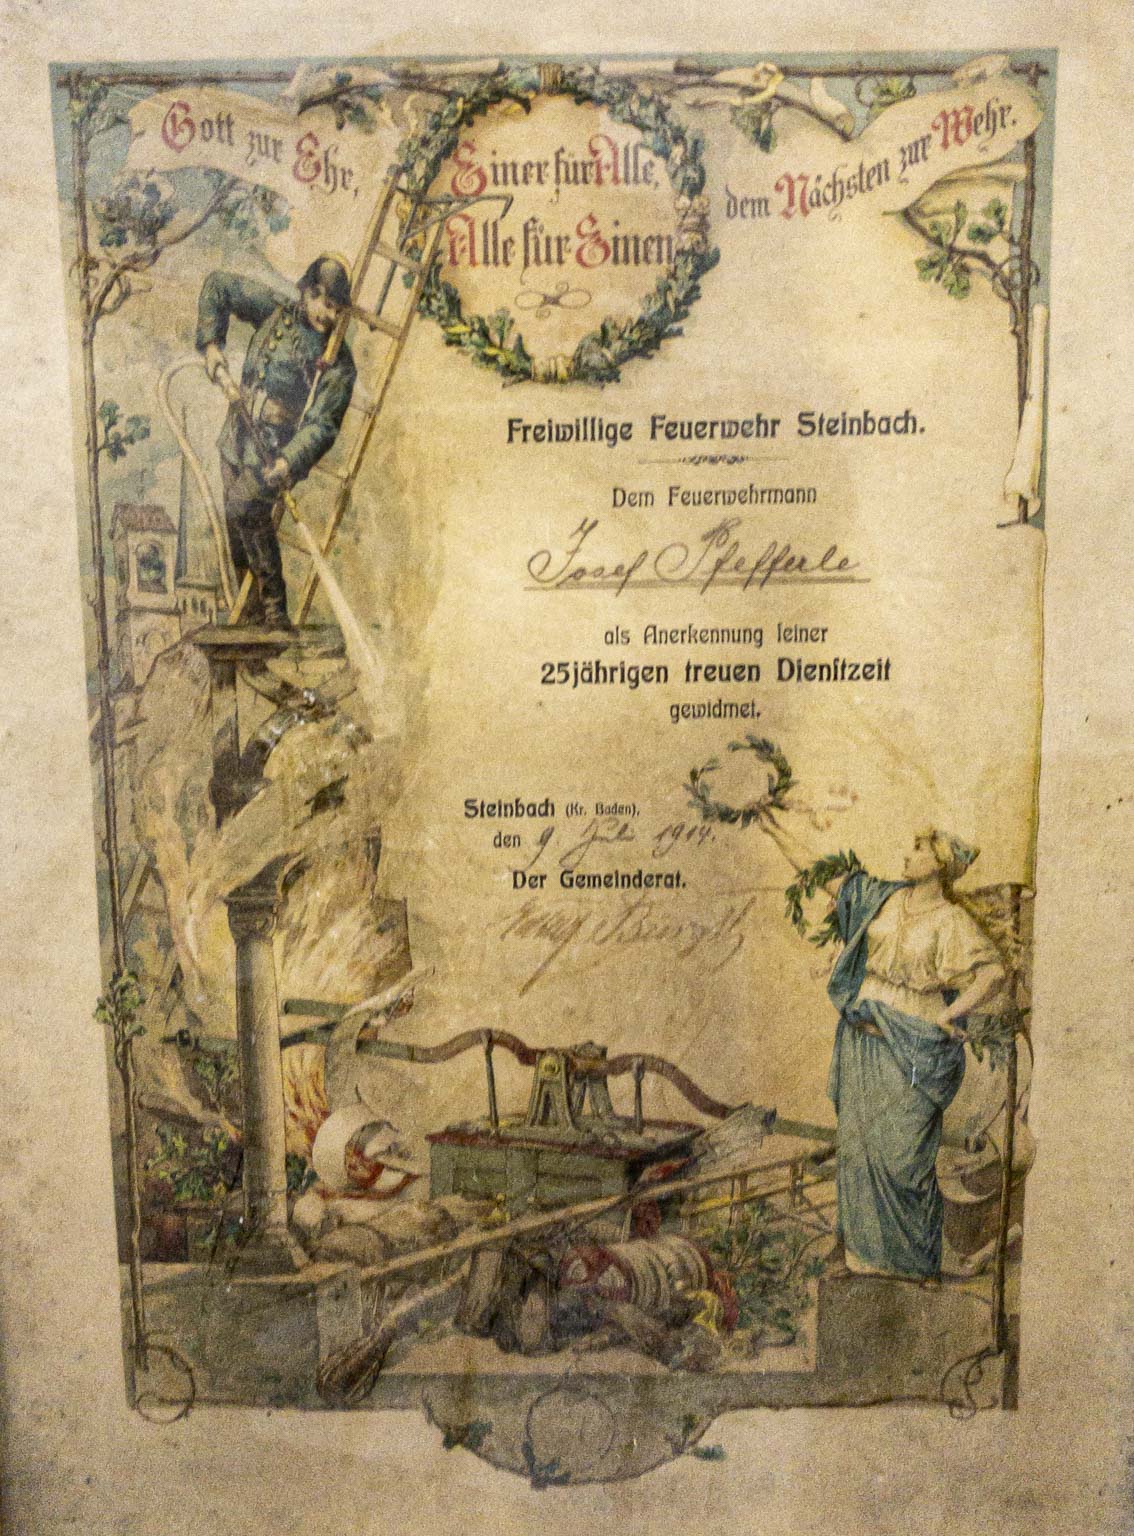 Gott zur Ehr,
Einer für Alle,
Alle für Einen
dem Nächsten zur Wehr.
Freiwillige Feuerwehr Steinbach.
Dem Feuerwehrmann
Josef Pfefferle
als Anerkennung seiner
25jährigen treuen Dienstzeit
gewidmet.
Steinbach (Kr. Baden),
den 9 Juli 1914.
Der Gemeinderat.